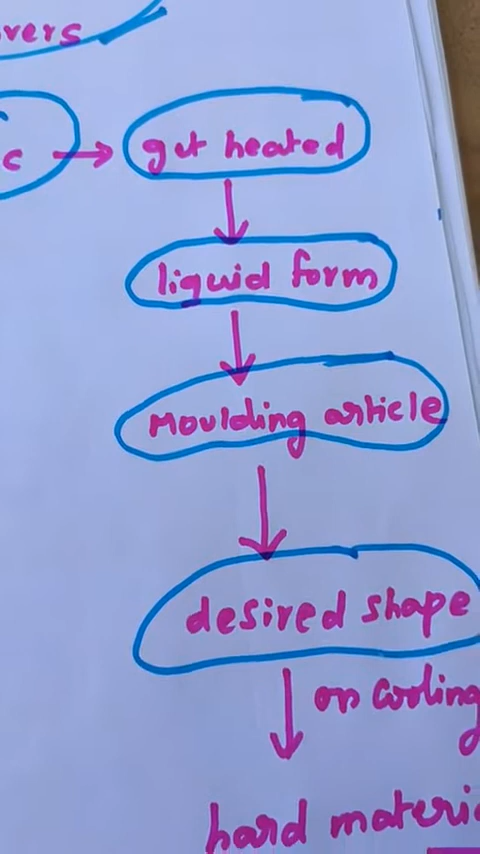 vers
c → get heated
liquid form
Moulding article
desired shape
on cooling
hard materi